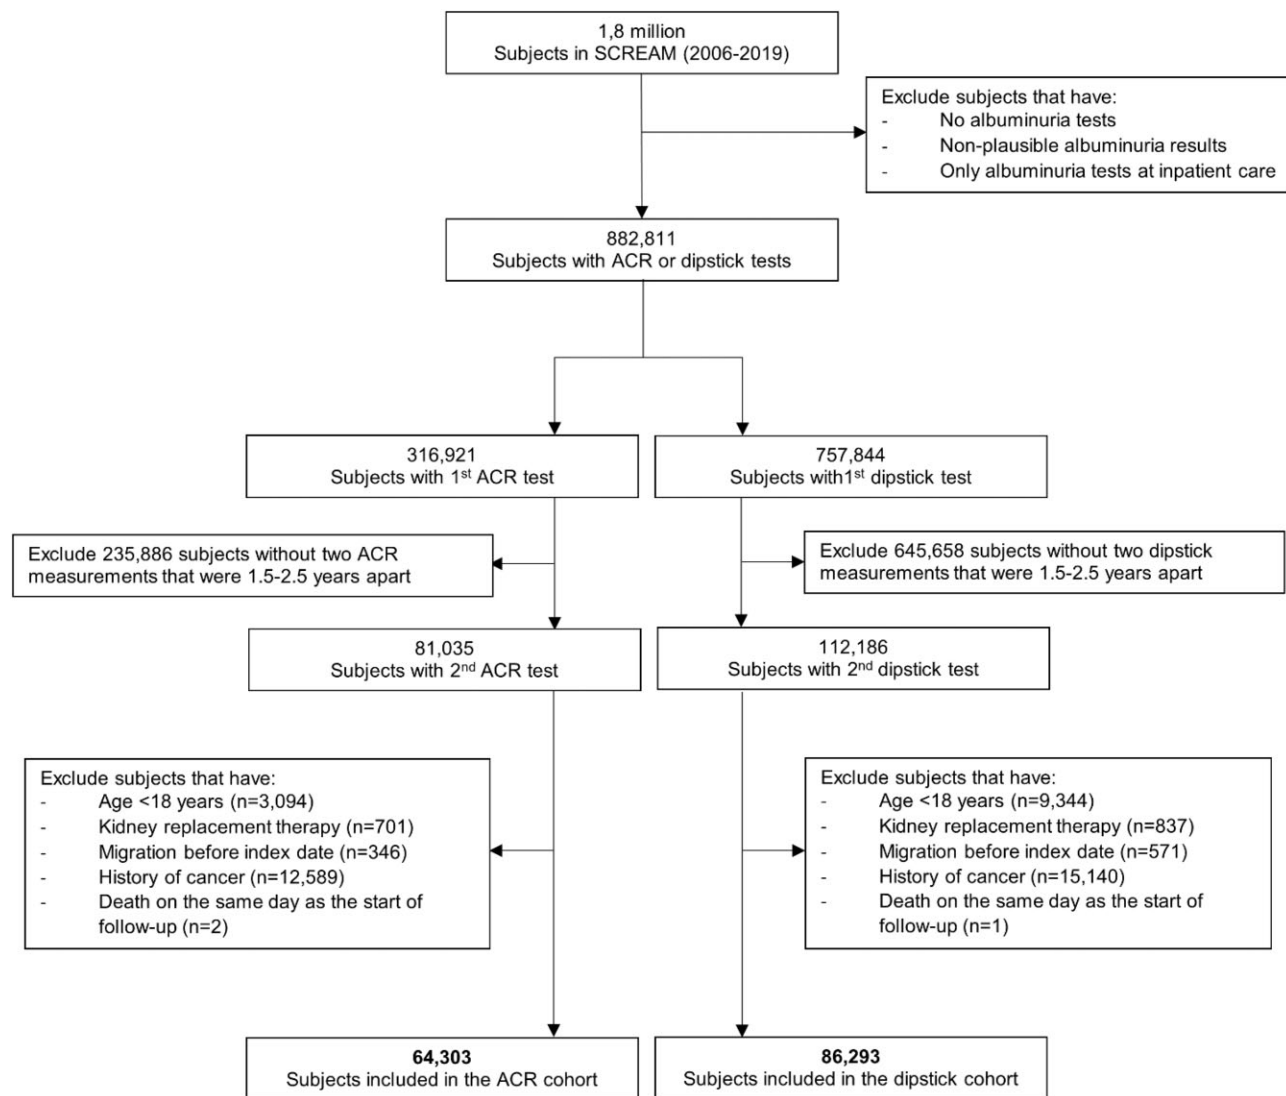 1,8 million
Subjects in SCREAM (2006-2019)
Exclude subjects that have:
- No albuminuria tests
- Non-plausible albuminuria results
- Only albuminuria tests at inpatient care
882,811
Subjects with ACR or dipstick tests
316,921
Subjects with 1st ACR test
757,844
Subjects with1st dipstick test
Exclude 235,886 subjects without two ACR
measurements that were 1.5-2.5 years apart
Exclude 645,658 subjects without two dipstick
measurements that were 1.5-2.5 years apart
81,035
Subjects with 2nd ACR test
112,186
Subjects with 2nd dipstick test
Exclude subjects that have:
- Age <18 years (n=3,094)
- Kidney replacement therapy (n=701)
- Migration before index date (n=346)
- History of cancer (n=12,589)
- Death on the same day as the start of
follow-up (n=2)
Exclude subjects that have:
- Age <18 years (n=9,344)
- Kidney replacement therapy (n=837)
- Migration before index date (n=571)
- History of cancer (n=15,140)
- Death on the same day as the start of
follow-up (n=1)
64,303
Subjects included in the ACR cohort
86,293
Subjects included in the dipstick cohort